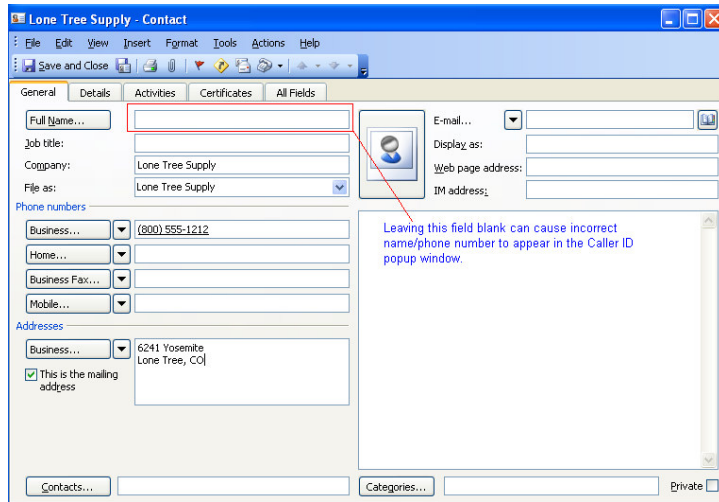 Lone Tree Supply - Contact
File Edit View Insert Format Tools Actions Help
Save and Close
General Details Activities Certificates All Fields
Full Name...
E-mail...
Job title:
Display as:
Company: Lone Tree Supply
Web page address:
File as: Lone Tree Supply
IM address:
Phone numbers
Business... (800) 555-1212
Home...
Business Fax...
Mobile...
Leaving this field blank can cause incorrect
name/phone number to appear in the Caller ID
popup window.
Addresses
Business... 6241 Yosemite
Lone Tree, CO
This is the mailing
address
Contacts...
Categories...
Private